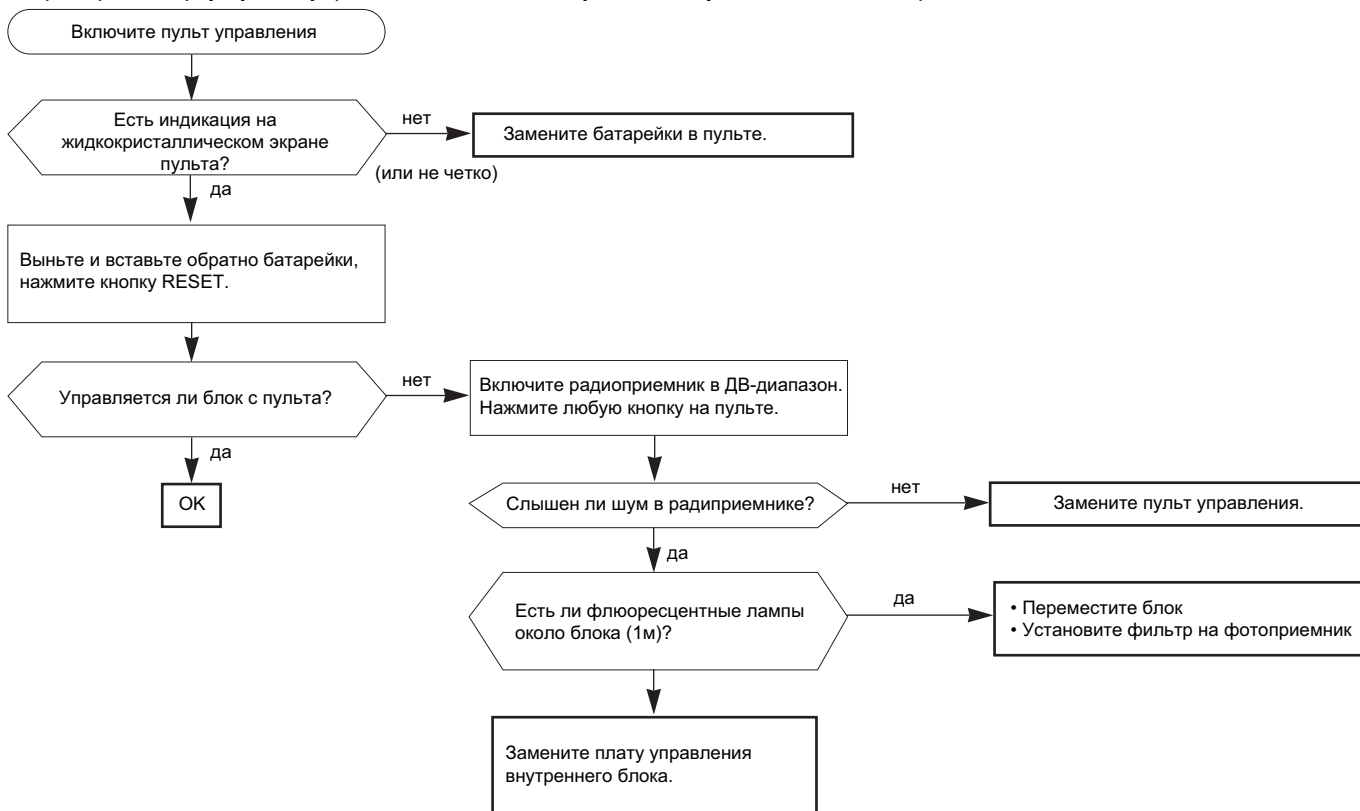 Включите пульт управления
Есть индикация на
жидкокристаллическом экране
пульта?
нет
(или не четко)
Замените батарейки в пульте.
да
Выньте и вставьте обратно батарейки,
нажмите кнопку RESET.
Управляется ли блок с пульта?
нет
да
OK
Включите радиоприемник в ДВ-диапазон.
Нажмите любую кнопку на пульте.
Слышен ли шум в радиприемнике?
нет
Замените пульт управления.
да
Есть ли флюоресцентные лампы
около блока (1м)?
да
• Переместите блок
• Установите фильтр на фотоприемник
Замените плату управления
внутреннего блока.